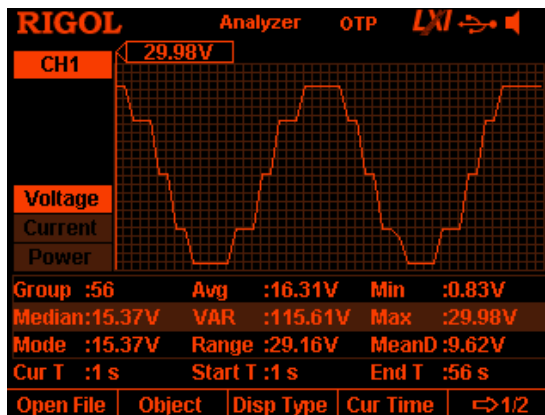 RIGOL Analyzer OTP LXI
CH1 29.98V
Voltage
Current
Power
Group :56 Avg :16.31V Min :0.83V
Median:15.37V VAR :115.61V Max :29.98V
Mode :15.37V Range :29.16V MeanD :9.62V
Cur T :1 s Start T :1 s End T :56 s
Open File Object Disp Type Cur Time ⇨1/2